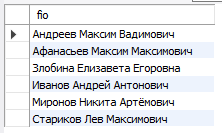 fio
Андреев Максим Вадимович
Афанасьев Максим Максимович
Злобина Елизавета Егоровна
Иванов Андрей Антонович
Миронов Никита Артёмович
Стариков Лев Максимович